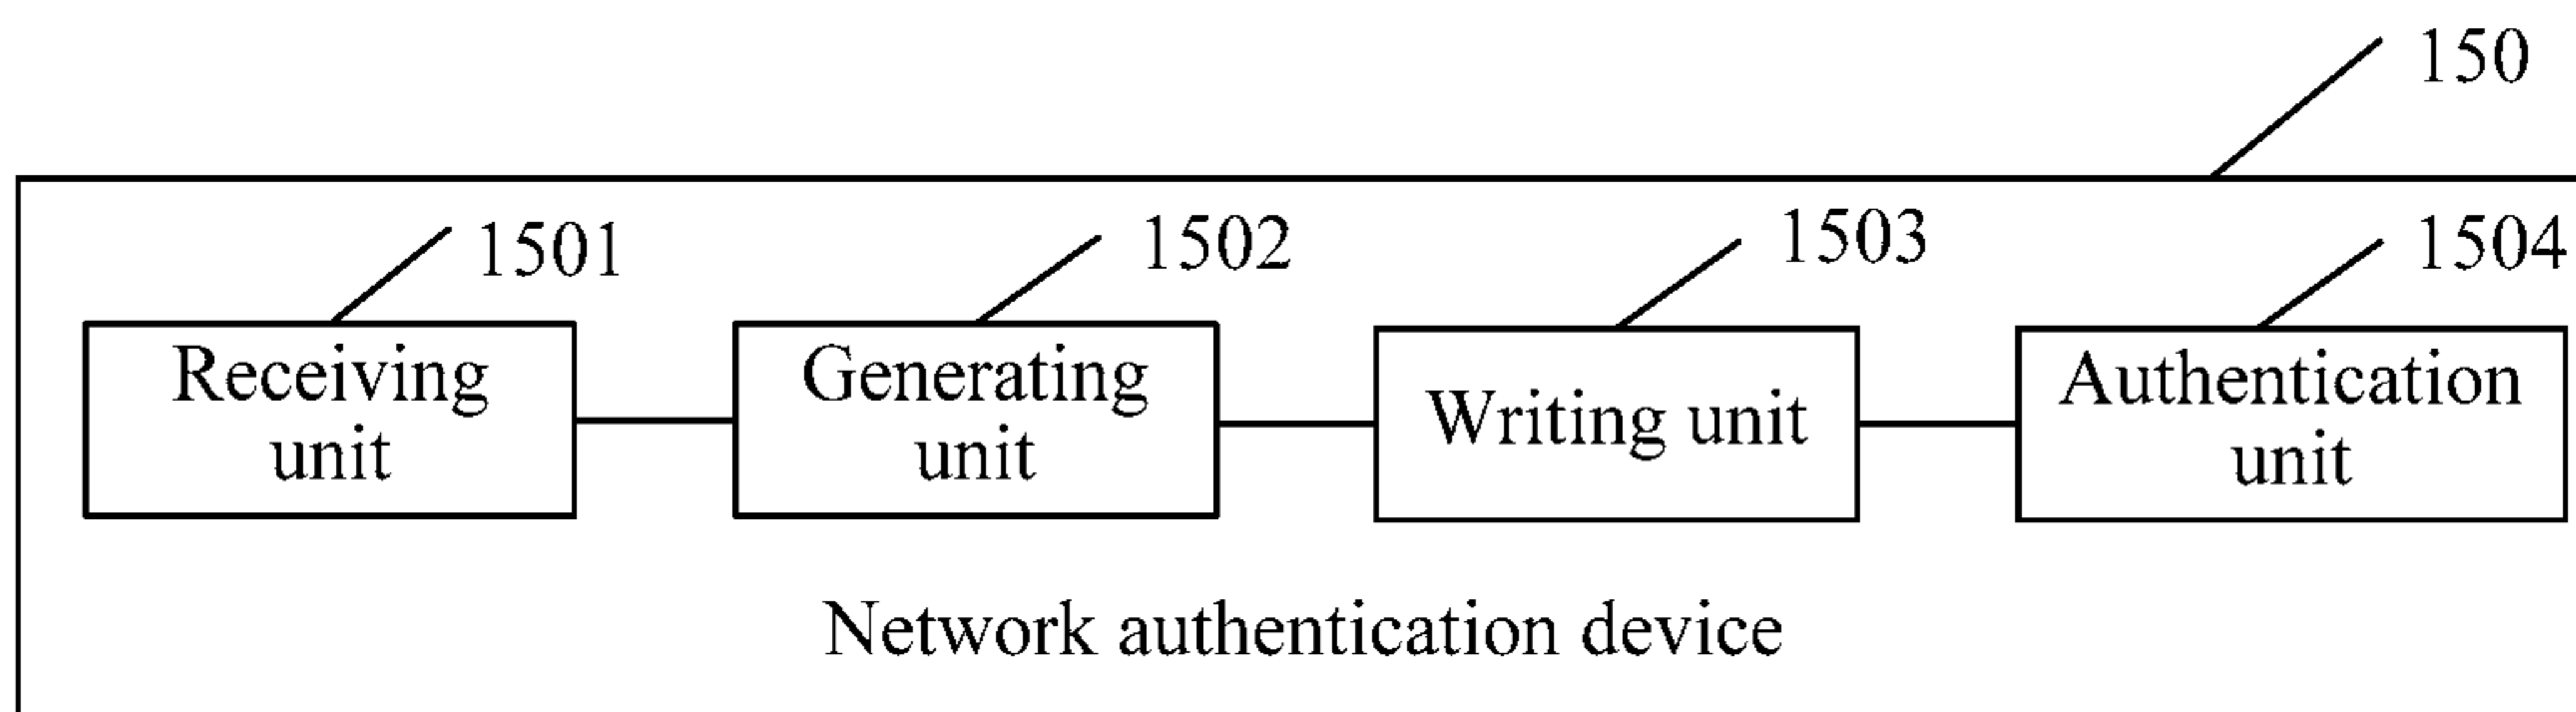 150
1501
1502
1503
1504
Receiving
unit
Generating
unit
Writing unit
Authentication
unit
Network authentication device